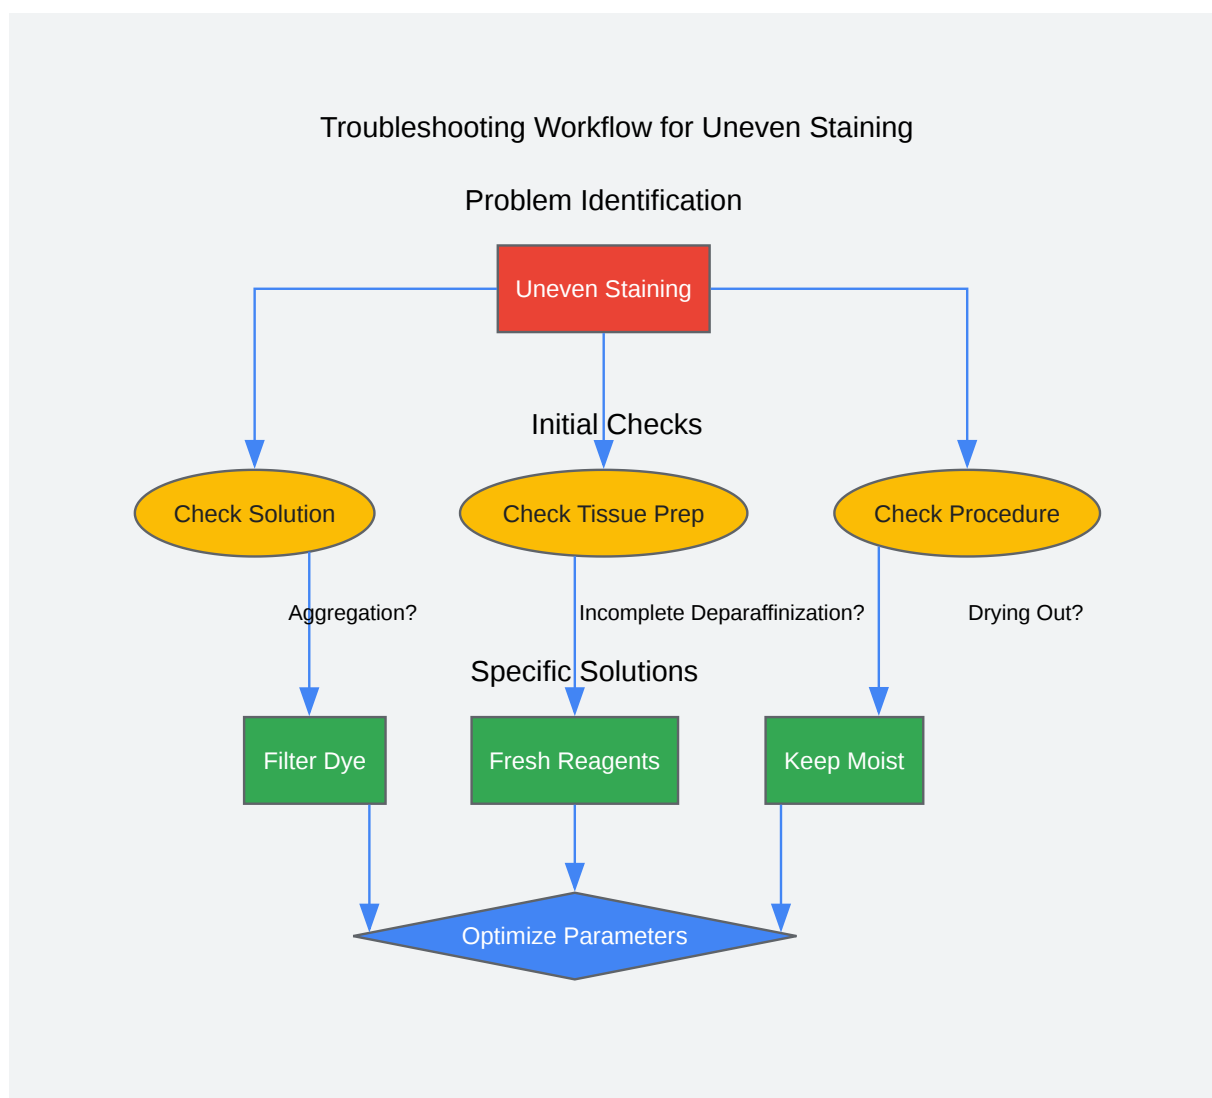 Troubleshooting Workflow for Uneven Staining
Problem Identification
Uneven Staining
Initial Checks
Check Solution
Check Tissue Prep
Check Procedure
Aggregation?
Incomplete Deparaffinization?
Drying Out?
Specific Solutions
Filter Dye
Fresh Reagents
Keep Moist
Optimize Parameters